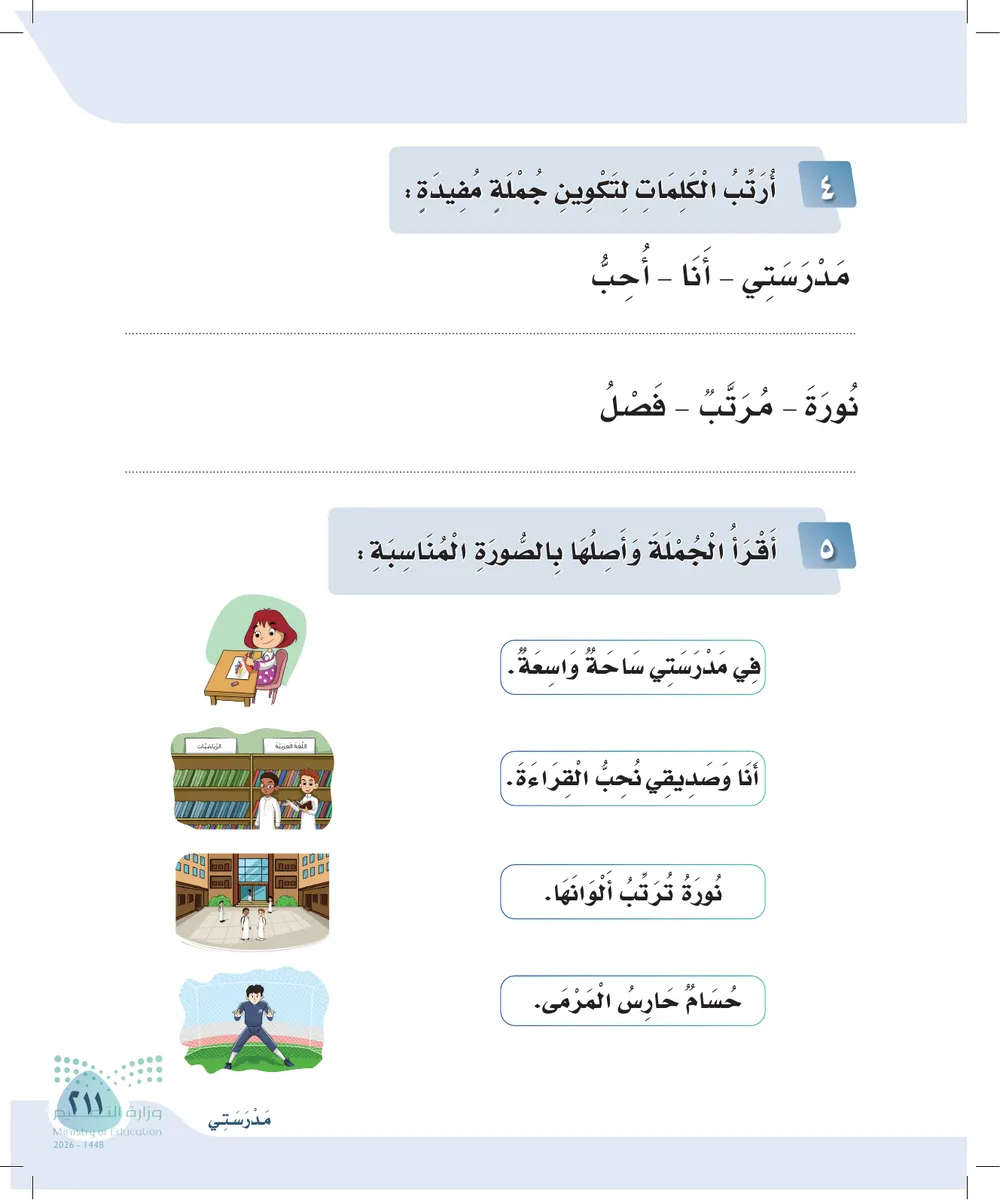 ٤ أُرَتِّبُ الْكَلِمَاتِ لِتَكْوِينِ جُمْلَةٍ مُفِيدَةٍ :
مَدْرَسَتِي – أَنَا – أُحِبُّ
نُورَةَ – مُرَتَّبٌ – فَصْلُ
٥ أَقْرَأُ الْجُمْلَةَ وَأَصِلُهَا بِالصُّورَةِ الْمُنَاسِبَةِ :
فِي مَدْرَسَتِي سَاحَةٌ وَاسِعَةٌ.
اللغة العربية
الرياضيات
أَنَا وَصَدِيقِي نُحِبُّ الْقِرَاءَةَ.
نُورَةُ تُرَتِّبُ أَلْوَانَهَا.
حُسَامٌ حَارِسُ الْمَرْمَى.
مَدْرَسَتِي
٢١١
وزارة التعليم
Ministry of Education
2026 - 1448